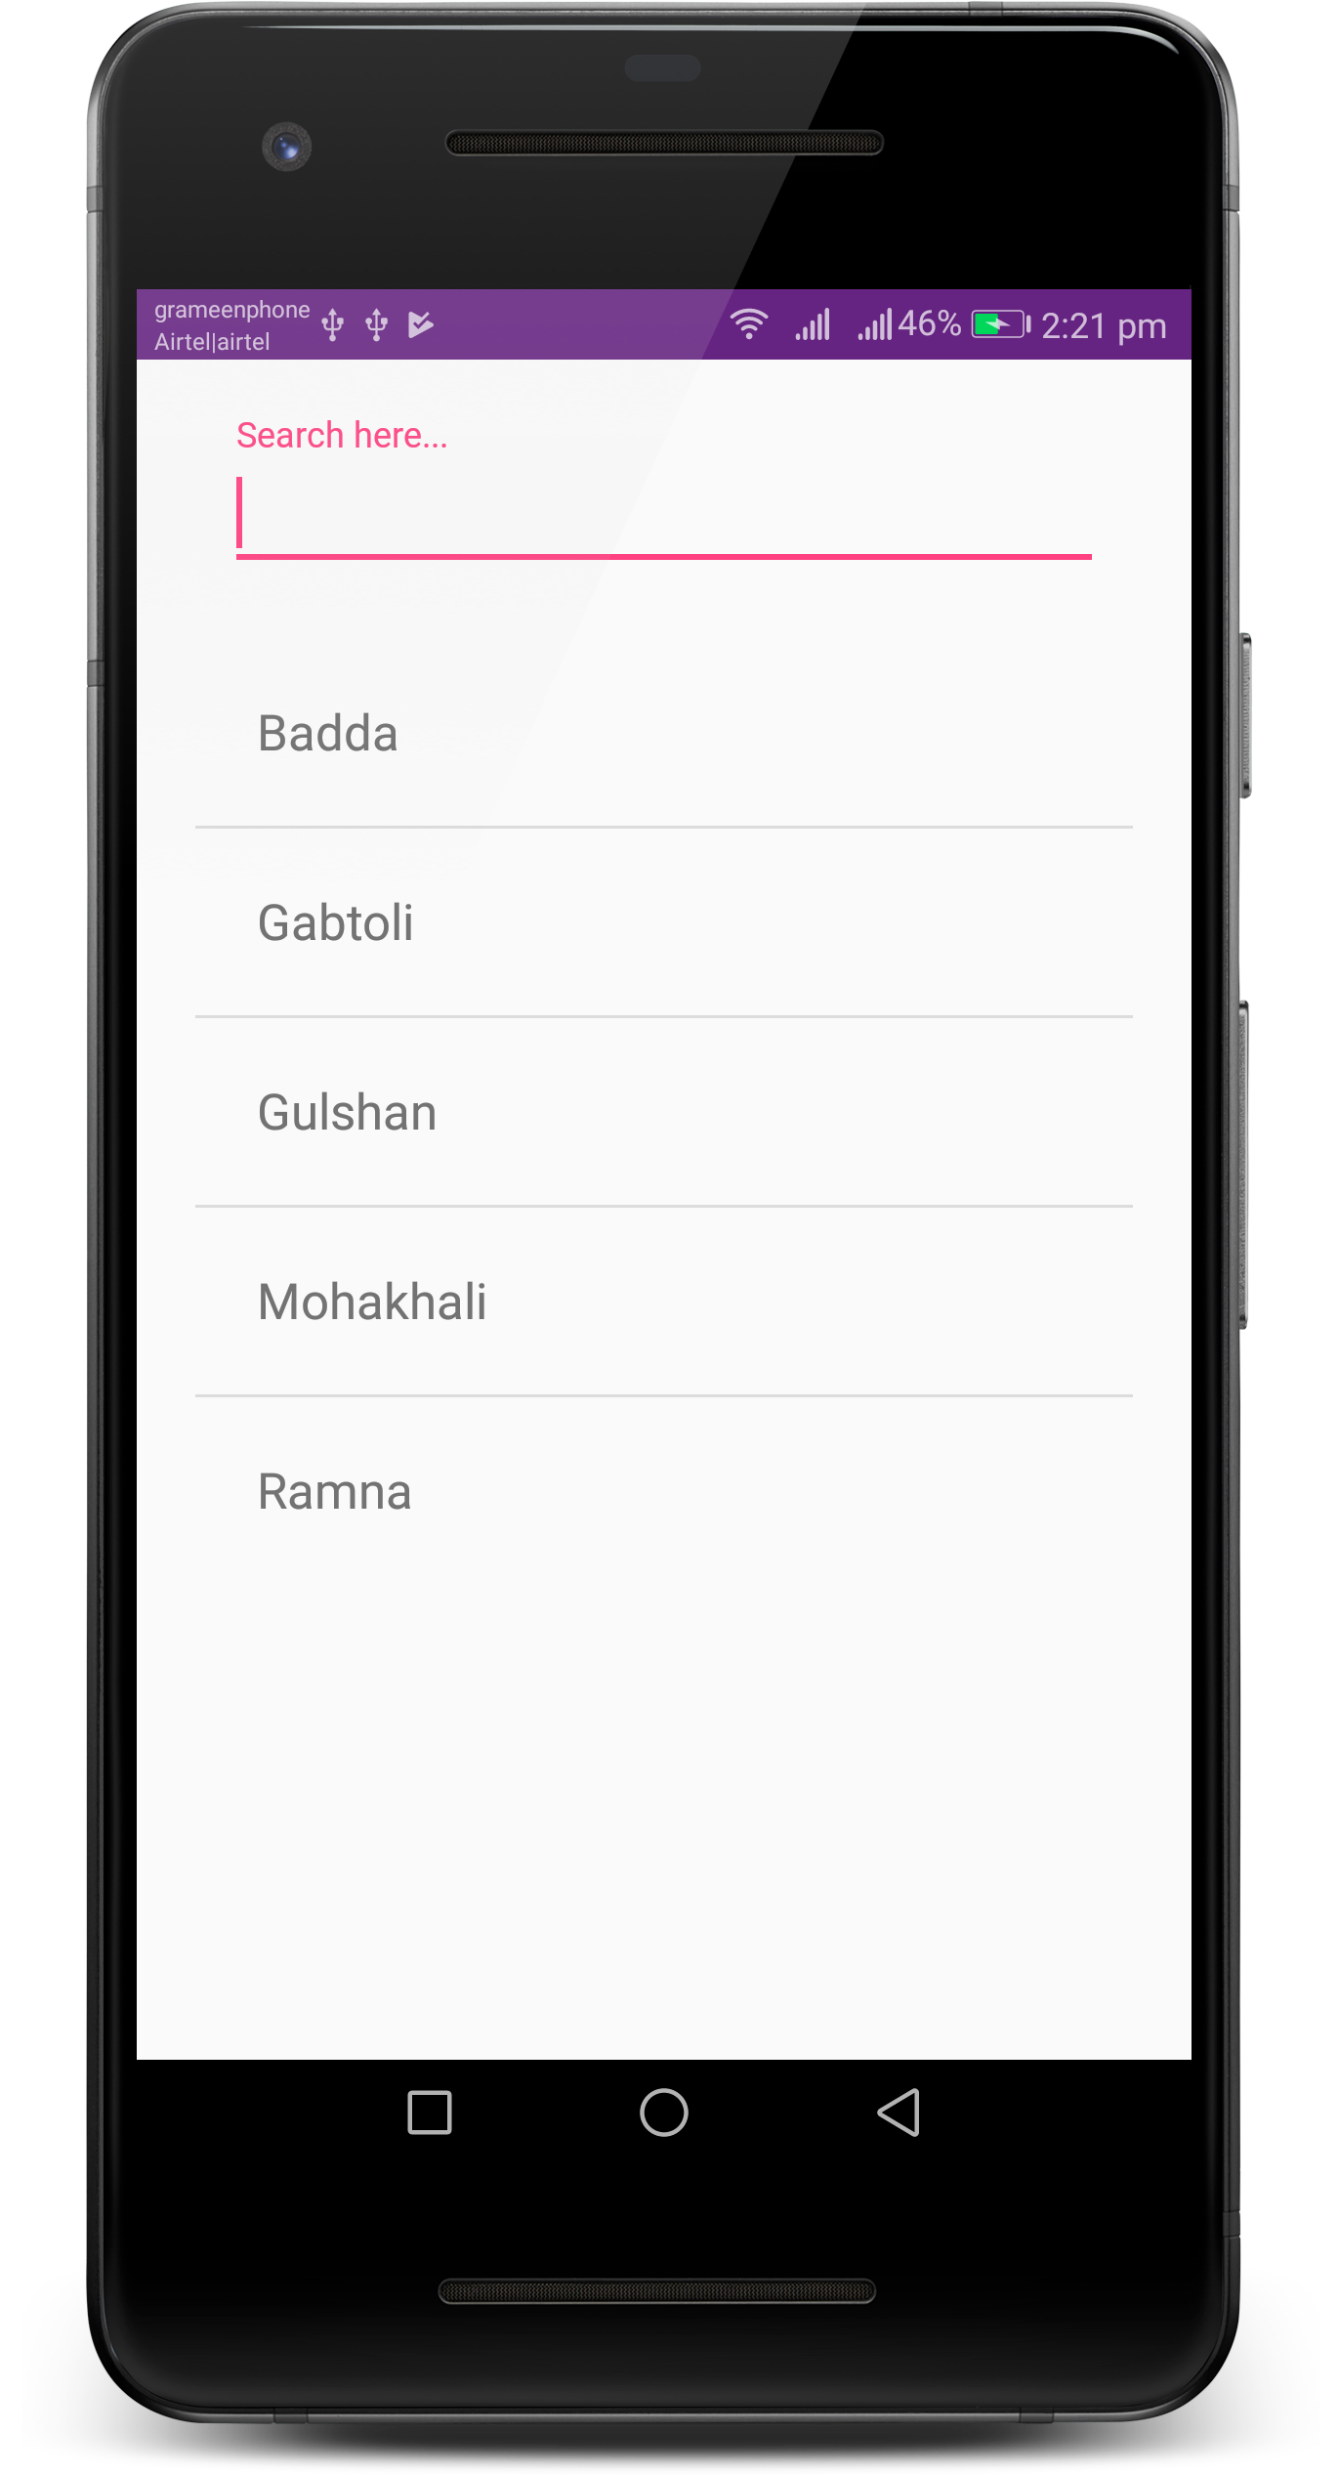 grameenphone
Airtel|airtel
46% 2:21 pm
Search here...
Badda
Gabtoli
Gulshan
Mohakhali
Ramna